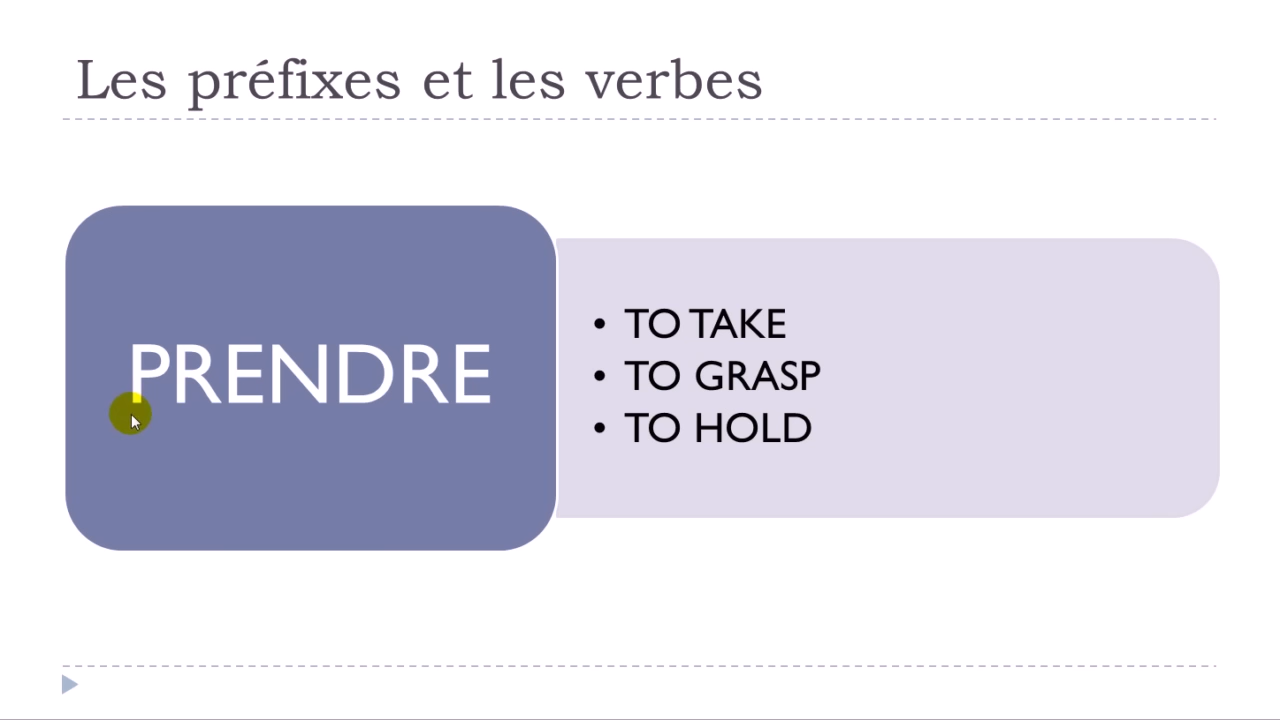 Les préfixes et les verbes
PRENDRE
• TO TAKE
• TO GRASP
• TO HOLD